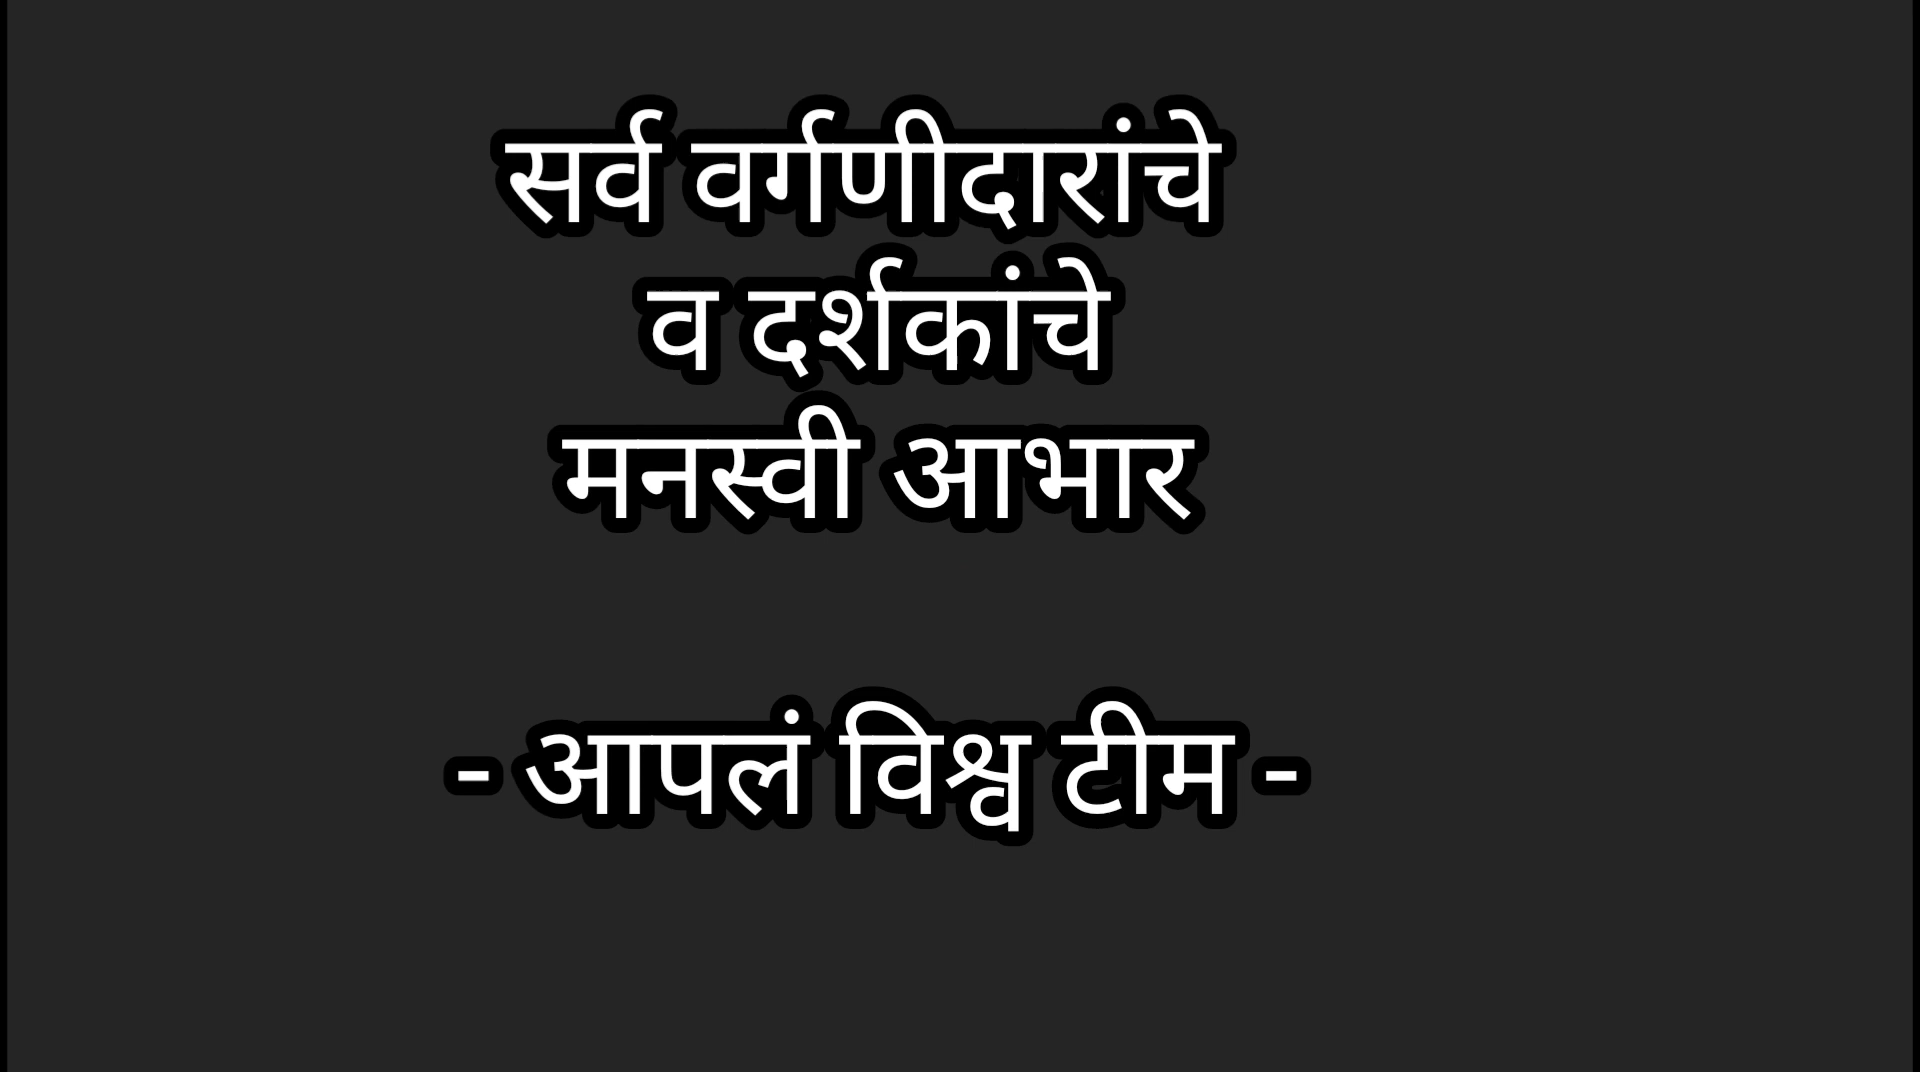 सर्व वर्गणीदारांचे
व दर्शकांचे
मनस्वी आभार
- आपलं विश्व टीम -